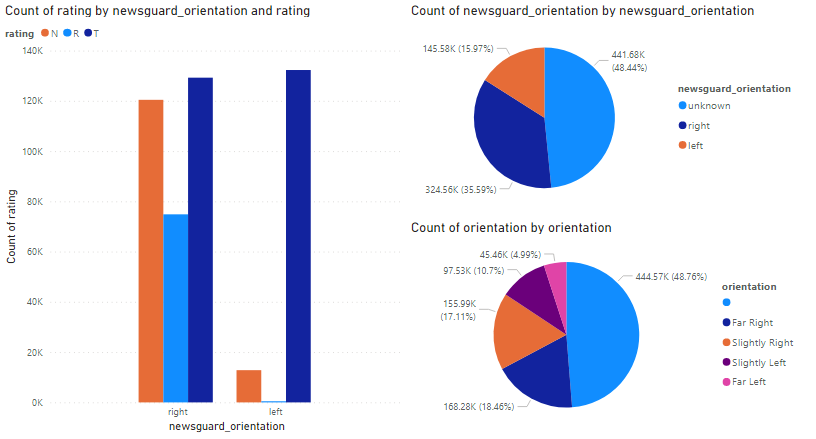 Count of rating by newsguard_orientation and rating
rating N R T
140K
120K
100K
80K
60K
40K
20K
0K
Count of rating
right left
newsguard_orientation
Count of newsguard_orientation by newsguard_orientation
145.58K (15.97%)
441.68K
(48.44%)
324.56K (35.59%)
newsguard_orientation
unknown
right
left
Count of orientation by orientation
45.46K (4.99%)
97.53K (10.7%)
155.99K
(17.11%)
168.28K (18.46%)
444.57K (48.76%)
orientation
Far Right
Slightly Right
Slightly Left
Far Left